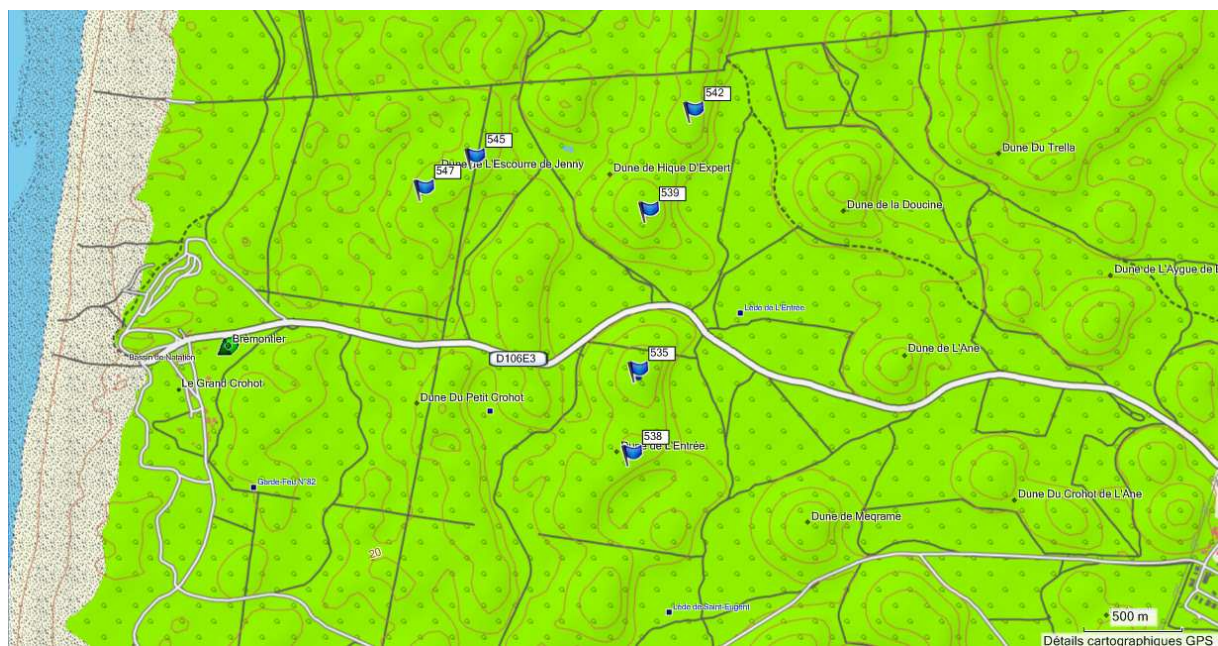 542
545
Dune Du Trella
Dune de L'Escourre de Jenny
Dune de Hique D'Expert
547
539
Dune de la Doucine
Dune de L'Aygue de L
Lède de L'Entrée
Brémontier
Bassin de Natation
D106E3
535
Dune de L'Ane
Le Grand Crohot
Dune Du Petit Crohot
538
Dune de L'Entrée
Garde-Feu N°82
Dune Du Crohot de L'Ane
Dune de Meqrame
20
Lède de Saint-Eugent
500 m
Détails cartographiques GPS